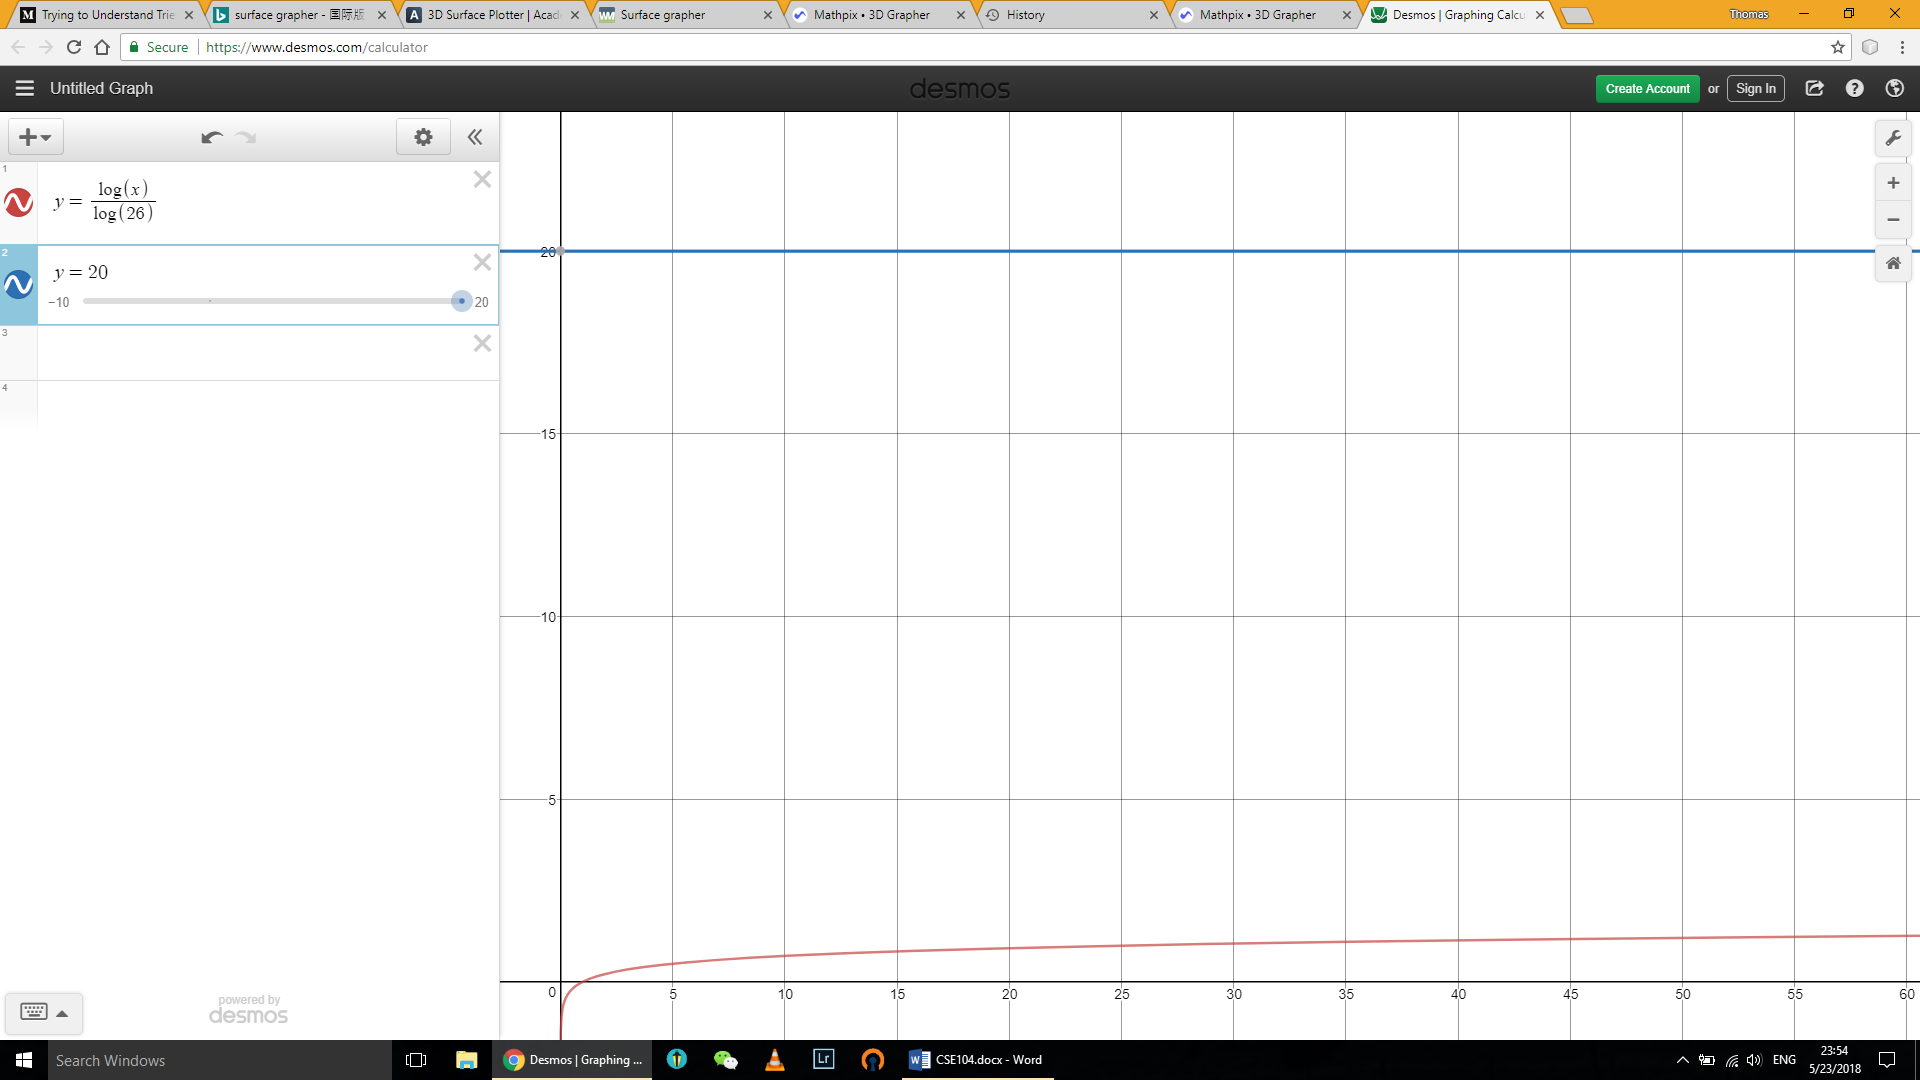 Trying to Understand Trie
surface grapher - 国际版
3D Surface Plotter | Acad
Surface grapher
Mathpix • 3D Grapher
History
Mathpix • 3D Grapher
Desmos | Graphing Calcu
Thomas
Secure | https://www.desmos.com/calculator
Untitled Graph
desmos
Create Account or Sign In
1
y = log(x) / log(26)
2
y = 20
−10 20
3
4
20
15
10
5
0 5 10 15 20 25 30 35 40 45 50 55 60
powered by
desmos
Search Windows
Desmos | Graphing ...
Lr
CSE104.docx - Word
ENG
23:54
5/23/2018